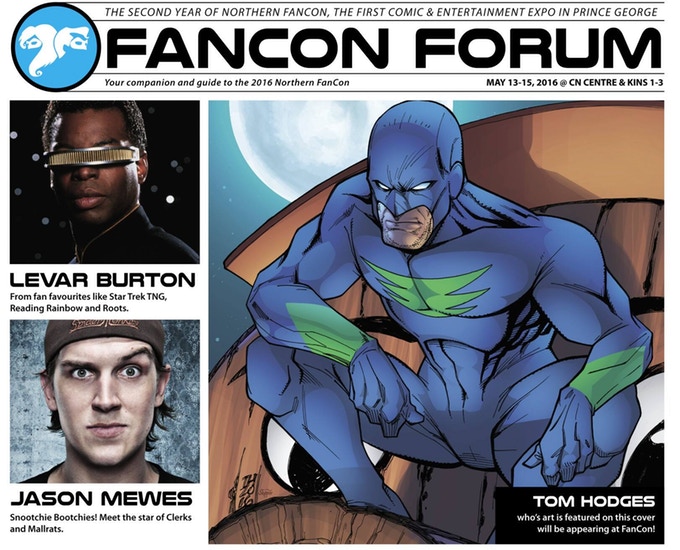 THE SECOND YEAR OF NORTHERN FANCON, THE FIRST COMIC & ENTERTAINMENT EXPO IN PRINCE GEORGE
FANCON FORUM
Your companion and guide to the 2016 Northern FanCon
MAY 13-15, 2016 @ CN CENTRE & KINS 1-3
LEVAR BURTON
From fan favourites like Star Trek TNG,
Reading Rainbow and Roots.
JASON MEWES
Snootchie Bootchies! Meet the star of Clerks
and Mallrats.
TOM HODGES
who's art is featured on this cover
will be appearing at FanCon!